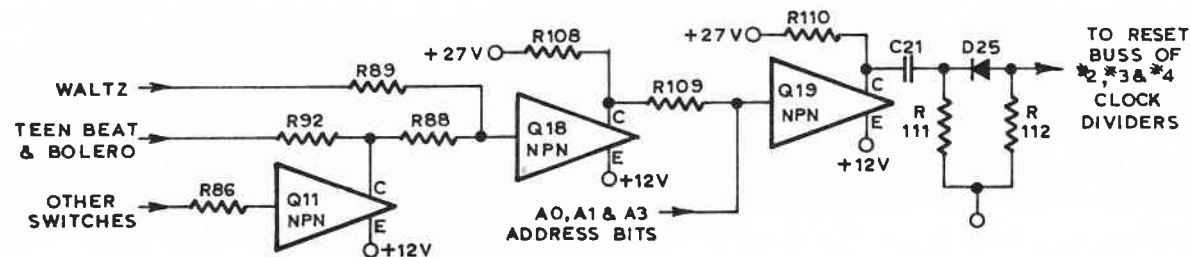 R110
R108
+27V
C21
D25
TO RESET
BUSS OF
*2,*3&*4
CLOCK
DIVIDERS
+27V
WALTZ
R89
C
R109
Q19
NPN
C
E
+12V
R
111
R
112
TEEN BEAT
& BOLERO
R92
R88
Q18
NPN
C
E
+12V
OTHER
SWITCHES
R86
Q11
NPN
C
E
+12V
A0, A1 & A3
ADDRESS BITS